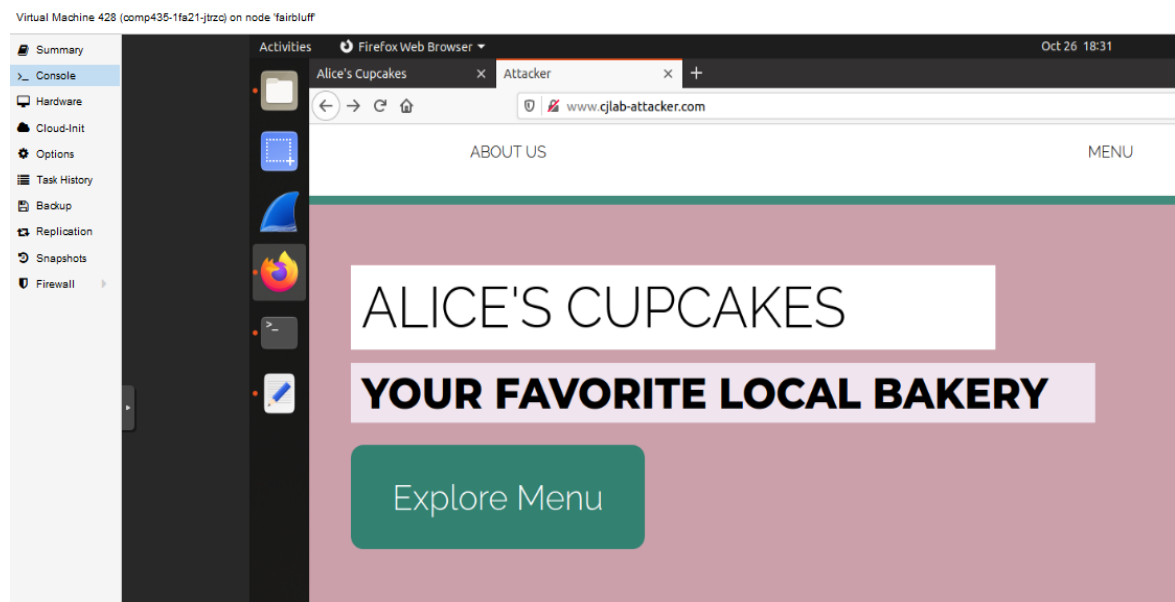 Virtual Machine 428 (comp435-1fa21-jtrzc) on node 'fairbluff'
Summary
Console
Hardware
Cloud-Init
Options
Task History
Backup
Replication
Snapshots
Firewall
Activities Firefox Web Browser Oct 26 18:31
Alice's Cupcakes Attacker
www.cjlab-attacker.com
ABOUT US MENU
ALICE'S CUPCAKES
YOUR FAVORITE LOCAL BAKERY
Explore Menu